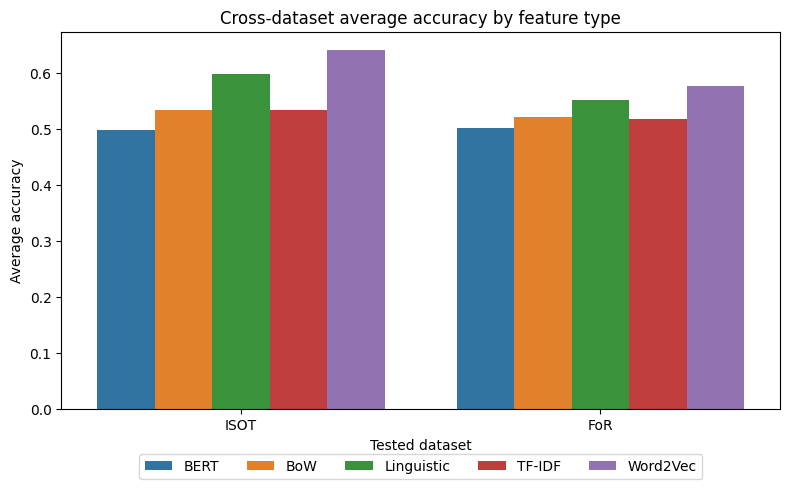 Cross-dataset average accuracy by feature type
Average accuracy
0.6
0.5
0.4
0.3
0.2
0.1
0.0
ISOT FoR
Tested dataset
BERT BoW Linguistic TF-IDF Word2Vec